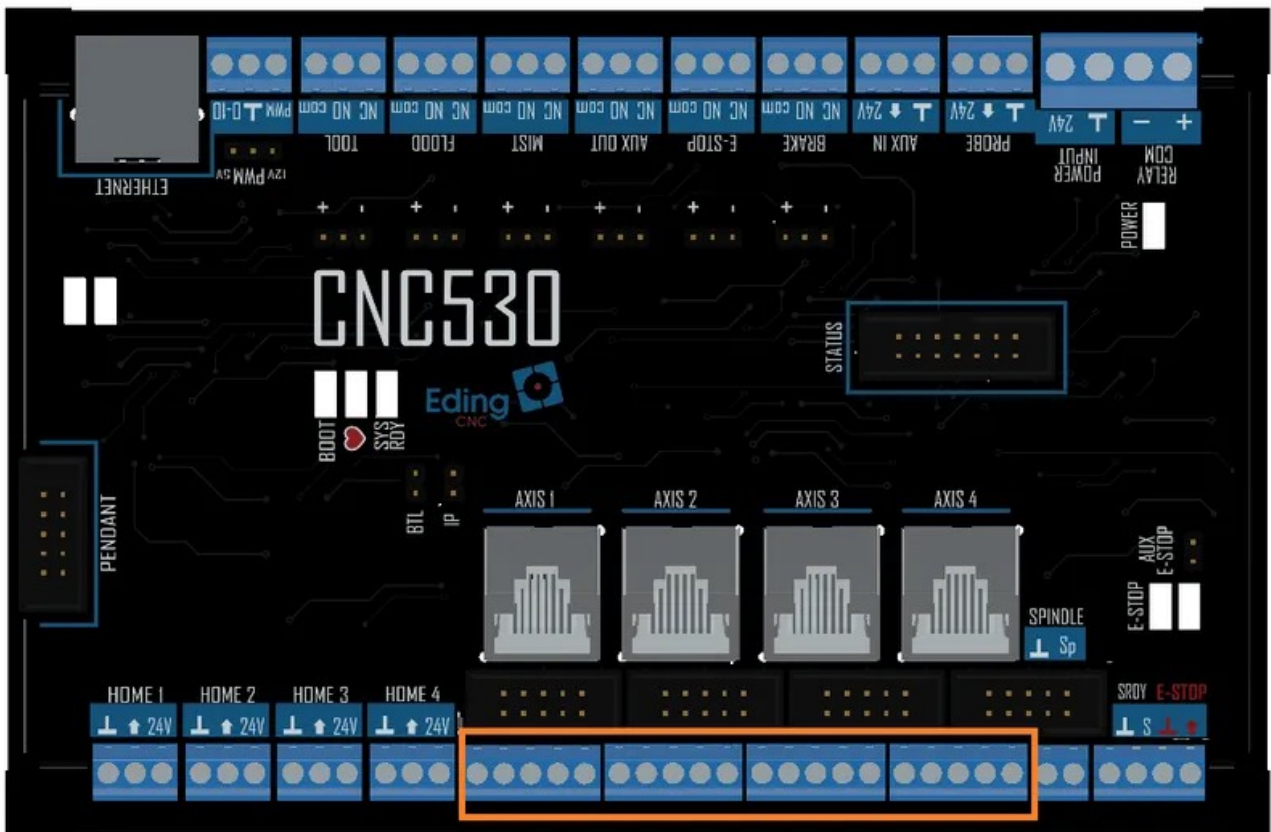 0-10 ⊥ PWM
com NO NC
com NO NC
com NO NC
com NO NC
com NO NC
com NO NC
24V ⬇ ⊥
24V ⬇ ⊥
24V ⊥
- +
TOOL
FLOOD
MIST
AUX OUT
E-STOP
BRAKE
AUX IN
PROBE
POWER INPUT
RELAY COM
ETHERNET
5V PWM 12V
+ -
+ -
+ -
+ -
+ -
+ -
POWER
CNC530
STATUS
Eding
CNC
BOOT
SYS
RDY
BTL
IP
PENDANT
AXIS 1
AXIS 2
AXIS 3
AXIS 4
AUX
E-STOP
E-STOP
SPINDLE
⊥ Sp
HOME 1
HOME 2
HOME 3
HOME 4
⊥ ⬆ 24V
⊥ ⬆ 24V
⊥ ⬆ 24V
⊥ ⬆ 24V
SRDY E-STOP
⊥ S ⊥ ⬆